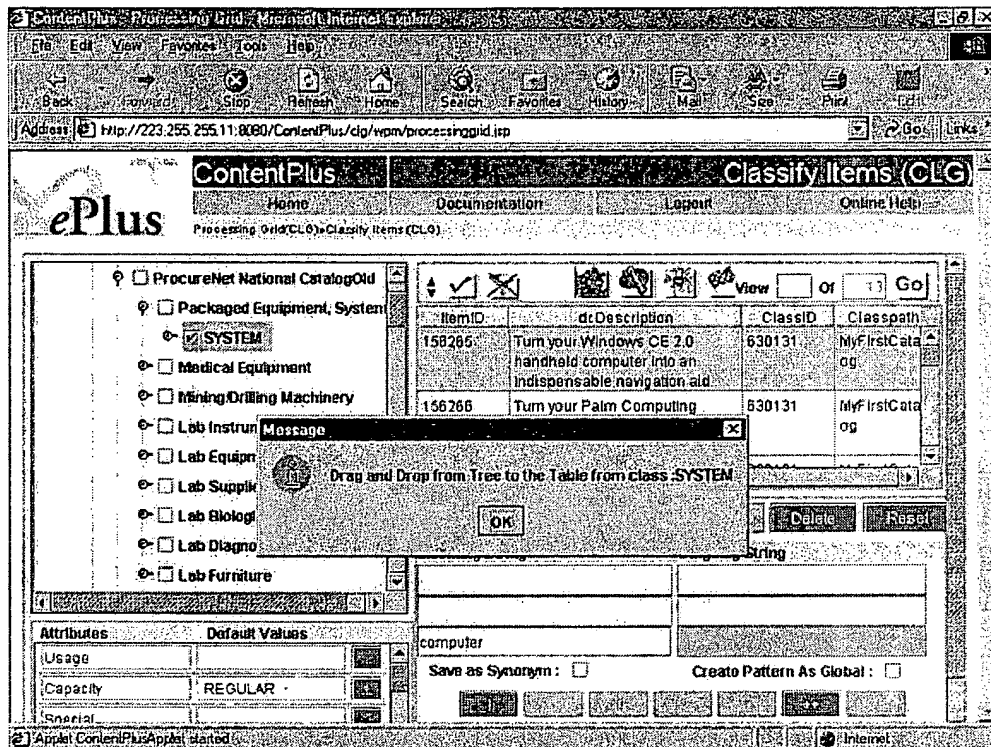 ContentPlus - Processing Grid - Microsoft Internet Explorer
File Edit View Favorites Tools Help
Back Forward Stop Refresh Home Search Favorites History Mail Size Print Edit
Address http://223.255.255.11:8080/ContentPlus/clg/wpm/processinggrid.jsp Go Links
ePlus
ContentPlus Classify Items (CLG)
Home Documentation Logout Online Help
Processing Grid(CLG)»Classify Items (CLG)
ProcureNet National CatalogOld
Packaged Equipment, System
SYSTEM
Medical Equipment
Mining/Drilling Machinery
Lab Instrum
Lab Equipm
Lab Supplie
Lab Biologi
Lab Diagno
Lab Furniture
View Of 13 Go
ItemID dcDescription ClassID Classpath
156265 Turn your Windows CE 2.0 handheld computer into an indispensable navigation aid 630131 MyFirstCata og
156266 Turn your Palm Computing 630131 MyFirstCata og
Message
Drag and Drop from Tree to the Table from class :SYSTEM
OK
Delete Reset
String
computer
Save as Synonym : Create Pattern As Global :
Attributes Default Values
Usage
Capacity REGULAR
Special
Applet ContentPlusApplet started Internet